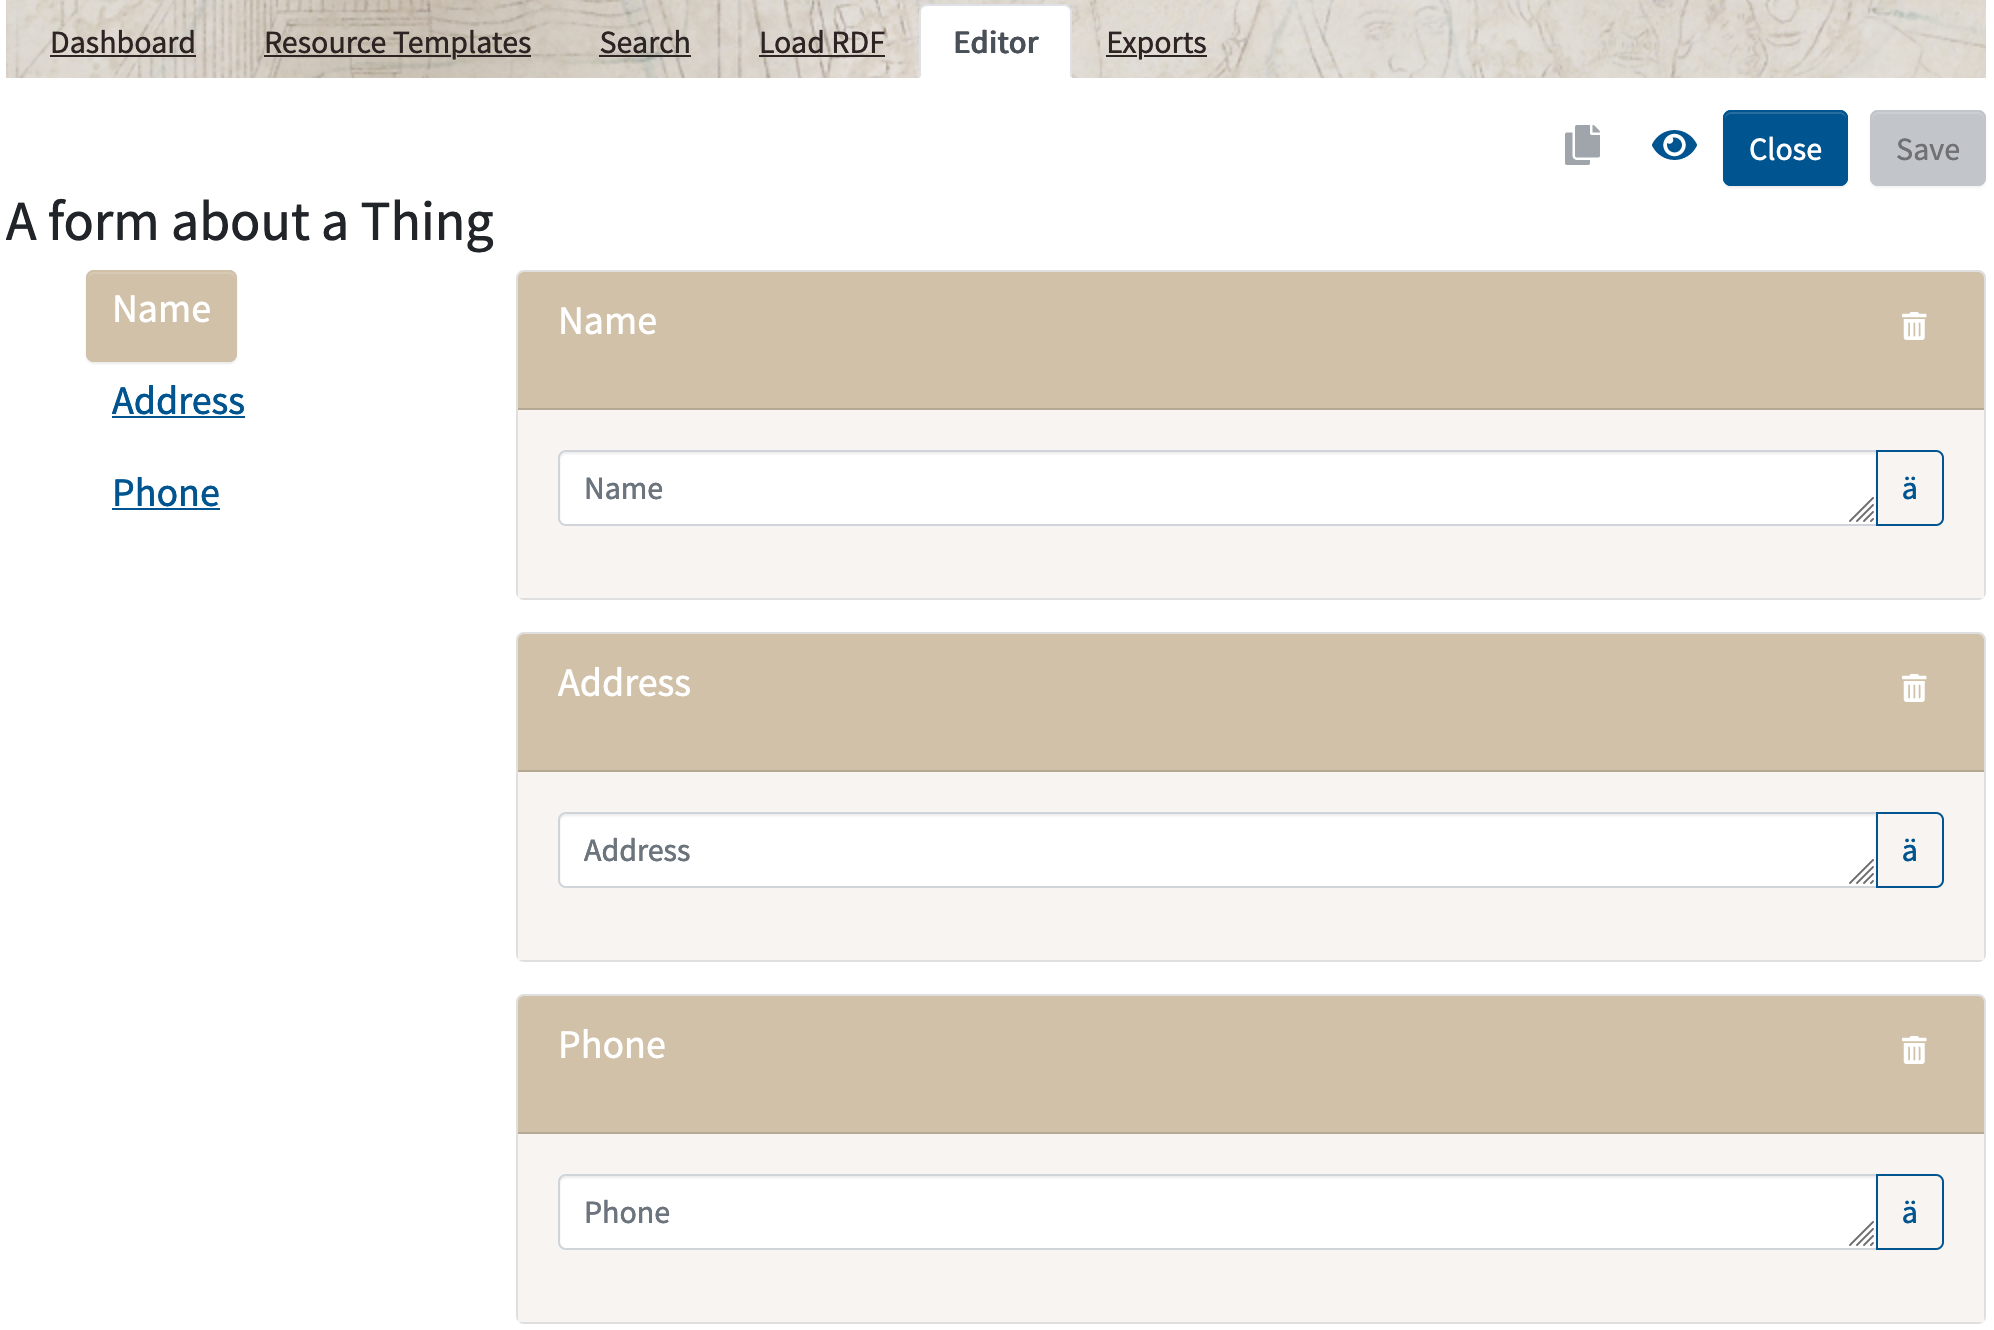 Dashboard Resource Templates Search Load RDF Editor Exports
Close Save
A form about a Thing
Name
Address
Phone
Name
Name ä
Address
Address ä
Phone
Phone ä